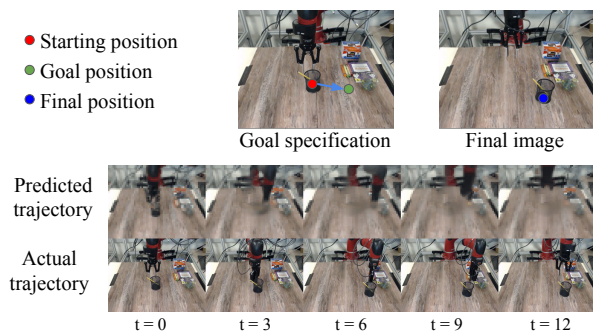 Starting position
Goal position
Final position
Goal specification
Final image
Predicted
trajectory
Actual
trajectory
t = 0
t = 3
t = 6
t = 9
t = 12